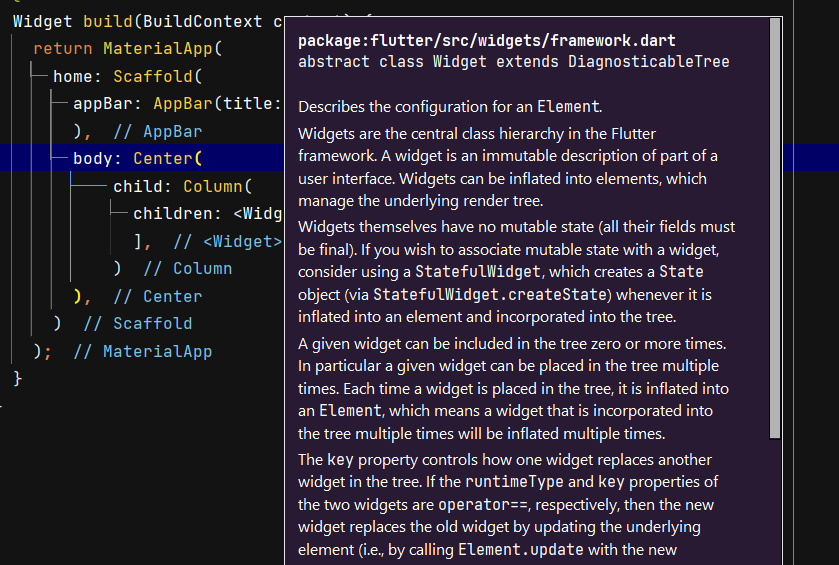 Widget build(BuildContext c
return MaterialApp(
home: Scaffold(
appBar: AppBar(title:
), // AppBar
body: Center(
child: Column(
children: <Widg
], // <Widget>
) // Column
), // Center
) // Scaffold
); // MaterialApp
}
package:flutter/src/widgets/framework.dart
abstract class Widget extends DiagnosticableTree
Describes the configuration for an Element.
Widgets are the central class hierarchy in the Flutter
framework. A widget is an immutable description of part of a
user interface. Widgets can be inflated into elements, which
manage the underlying render tree.
Widgets themselves have no mutable state (all their fields must
be final). If you wish to associate mutable state with a widget,
consider using a StatefulWidget, which creates a State
object (via StatefulWidget.createState) whenever it is
inflated into an element and incorporated into the tree.
A given widget can be included in the tree zero or more times.
In particular a given widget can be placed in the tree multiple
times. Each time a widget is placed in the tree, it is inflated into
an Element, which means a widget that is incorporated into
the tree multiple times will be inflated multiple times.
The key property controls how one widget replaces another
widget in the tree. If the runtimeType and key properties of
the two widgets are operator==, respectively, then the new
widget replaces the old widget by updating the underlying
element (i.e., by calling Element.update with the new